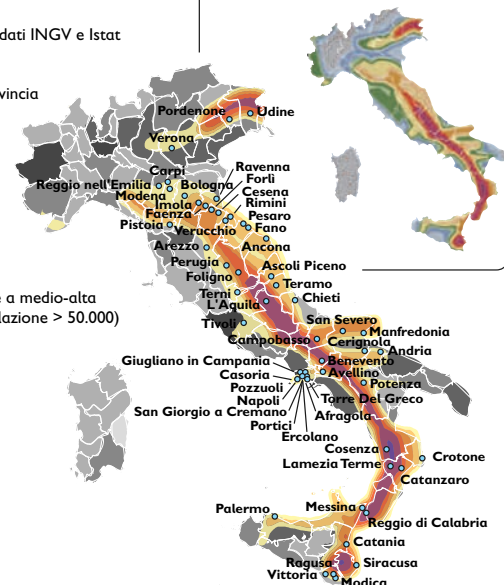 dati INGV e Istat
vincia
Pordenone
Udine
Verona
Carpi
Ravenna
Forlì
Reggio nell'Emilia
Bologna
Cesena
Modena
Imola
Rimini
Faenza
Pesaro
Pistoia
Verucchio
Fano
Arezzo
Ancona
Perugia
Ascoli Piceno
Foligno
Teramo
e a medio-alta
Terni
Chieti
L'Aquila
lazione > 50.000)
Tivoli
San Severo
Manfredonia
Campobasso
Cerignola
Andria
Giugliano in Campania
Benevento
Casoria
Avellino
Pozzuoli
Potenza
Napoli
Torre Del Greco
San Giorgio a Cremano
Afragola
Portici
Ercolano
Cosenza
Crotone
Lamezia Terme
Catanzaro
Messina
Palermo
Reggio di Calabria
Catania
Ragusa
Siracusa
Vittoria
Modica